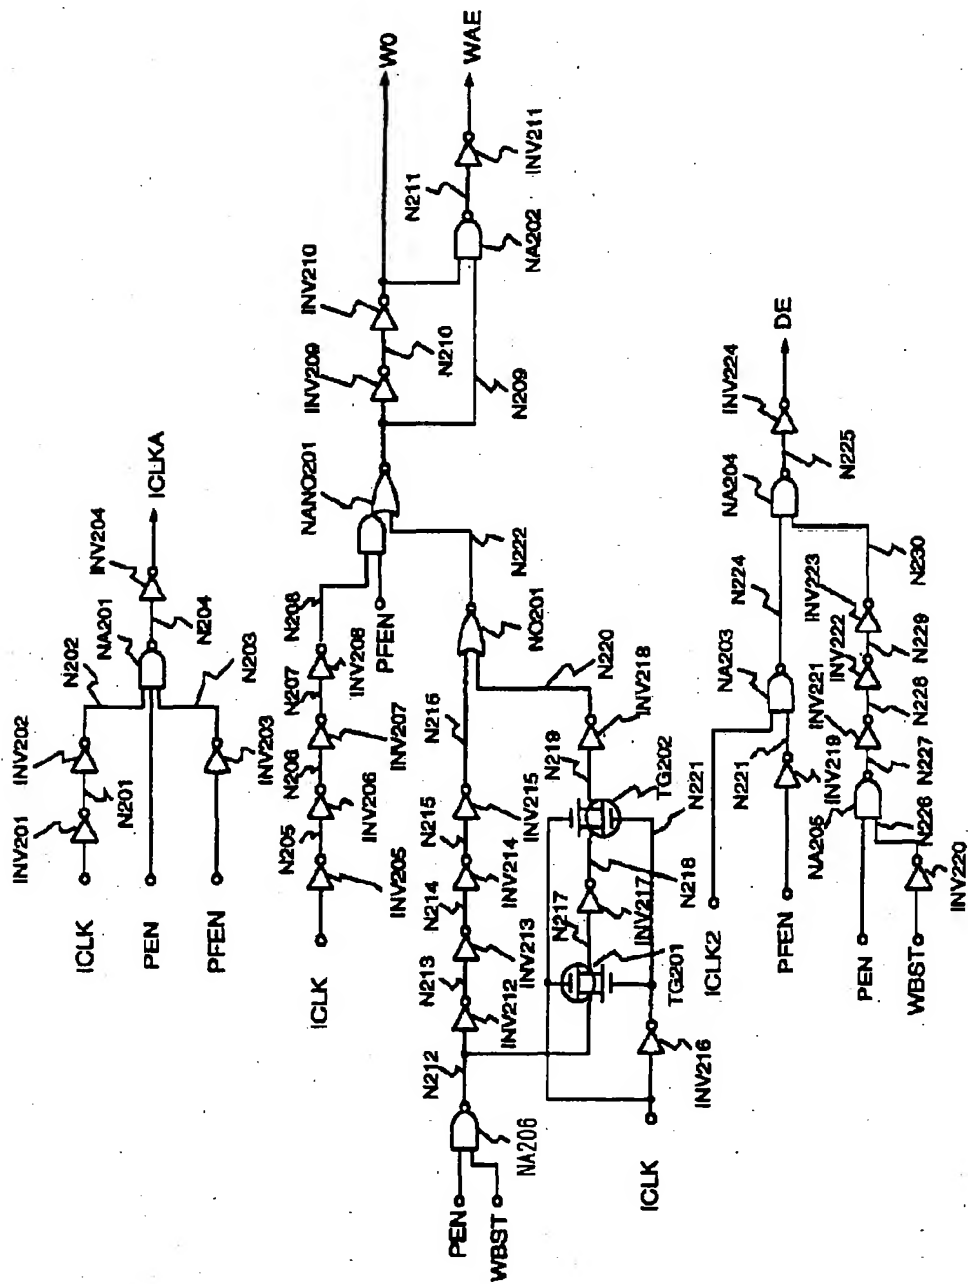 ICLK
INV201
N201
INV202
N202
NA201
INV204
ICLKA
N204
N203
PEN
PFEN
INV203
ICLK
N205
INV205
N206
INV206
N207
INV207
N208
INV208
PFEN
NANO201
INV209
INV210
W0
N210
N209
N211
WAE
NA202
INV211
N222
PEN
WBST
NA206
N212
N213
INV212
N214
INV213
N215
INV214
N216
INV215
NO201
N220
N217
N219
INV218
TG201
INV217
N218
TG202
N221
ICLK
INV216
ICLK2
PFEN
N221
INV219
NA203
N224
NA204
INV224
DE
N225
PEN
WBST
NA205
INV220
N226
N227
INV221
N228
INV222
N229
INV223
N230